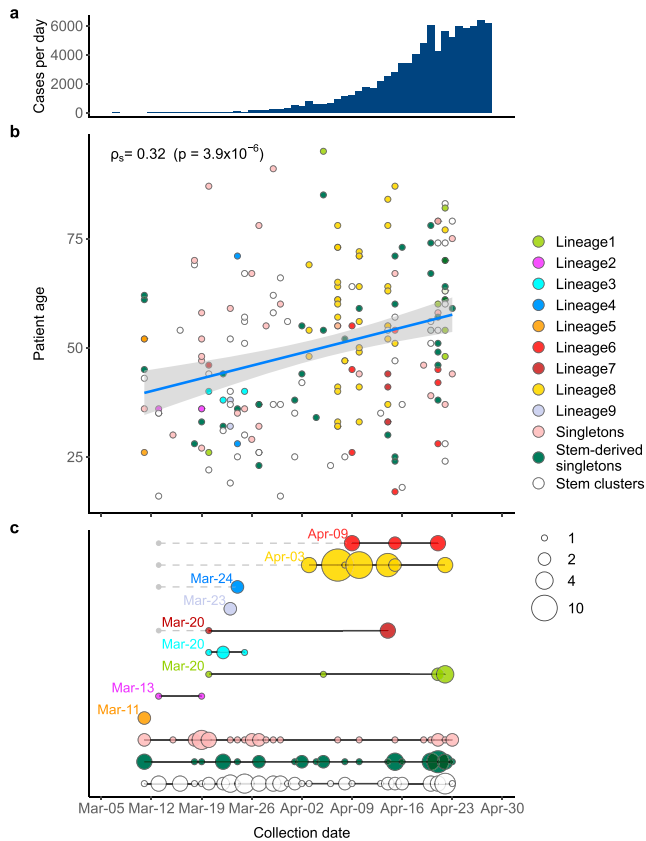 a
Cases per day
6000
4000
2000
0
b
ρs= 0.32 (p = 3.9x10−6)
Patient age
75
50
25
Lineage1
Lineage2
Lineage3
Lineage4
Lineage5
Lineage6
Lineage7
Lineage8
Lineage9
Singletons
Stem-derived
singletons
Stem clusters
c
Apr-09
Apr-03
Mar-24
Mar-23
Mar-20
Mar-20
Mar-20
Mar-13
Mar-11
1
2
4
10
Mar-05 Mar-12 Mar-19 Mar-26 Apr-02 Apr-09 Apr-16 Apr-23 Apr-30
Collection date